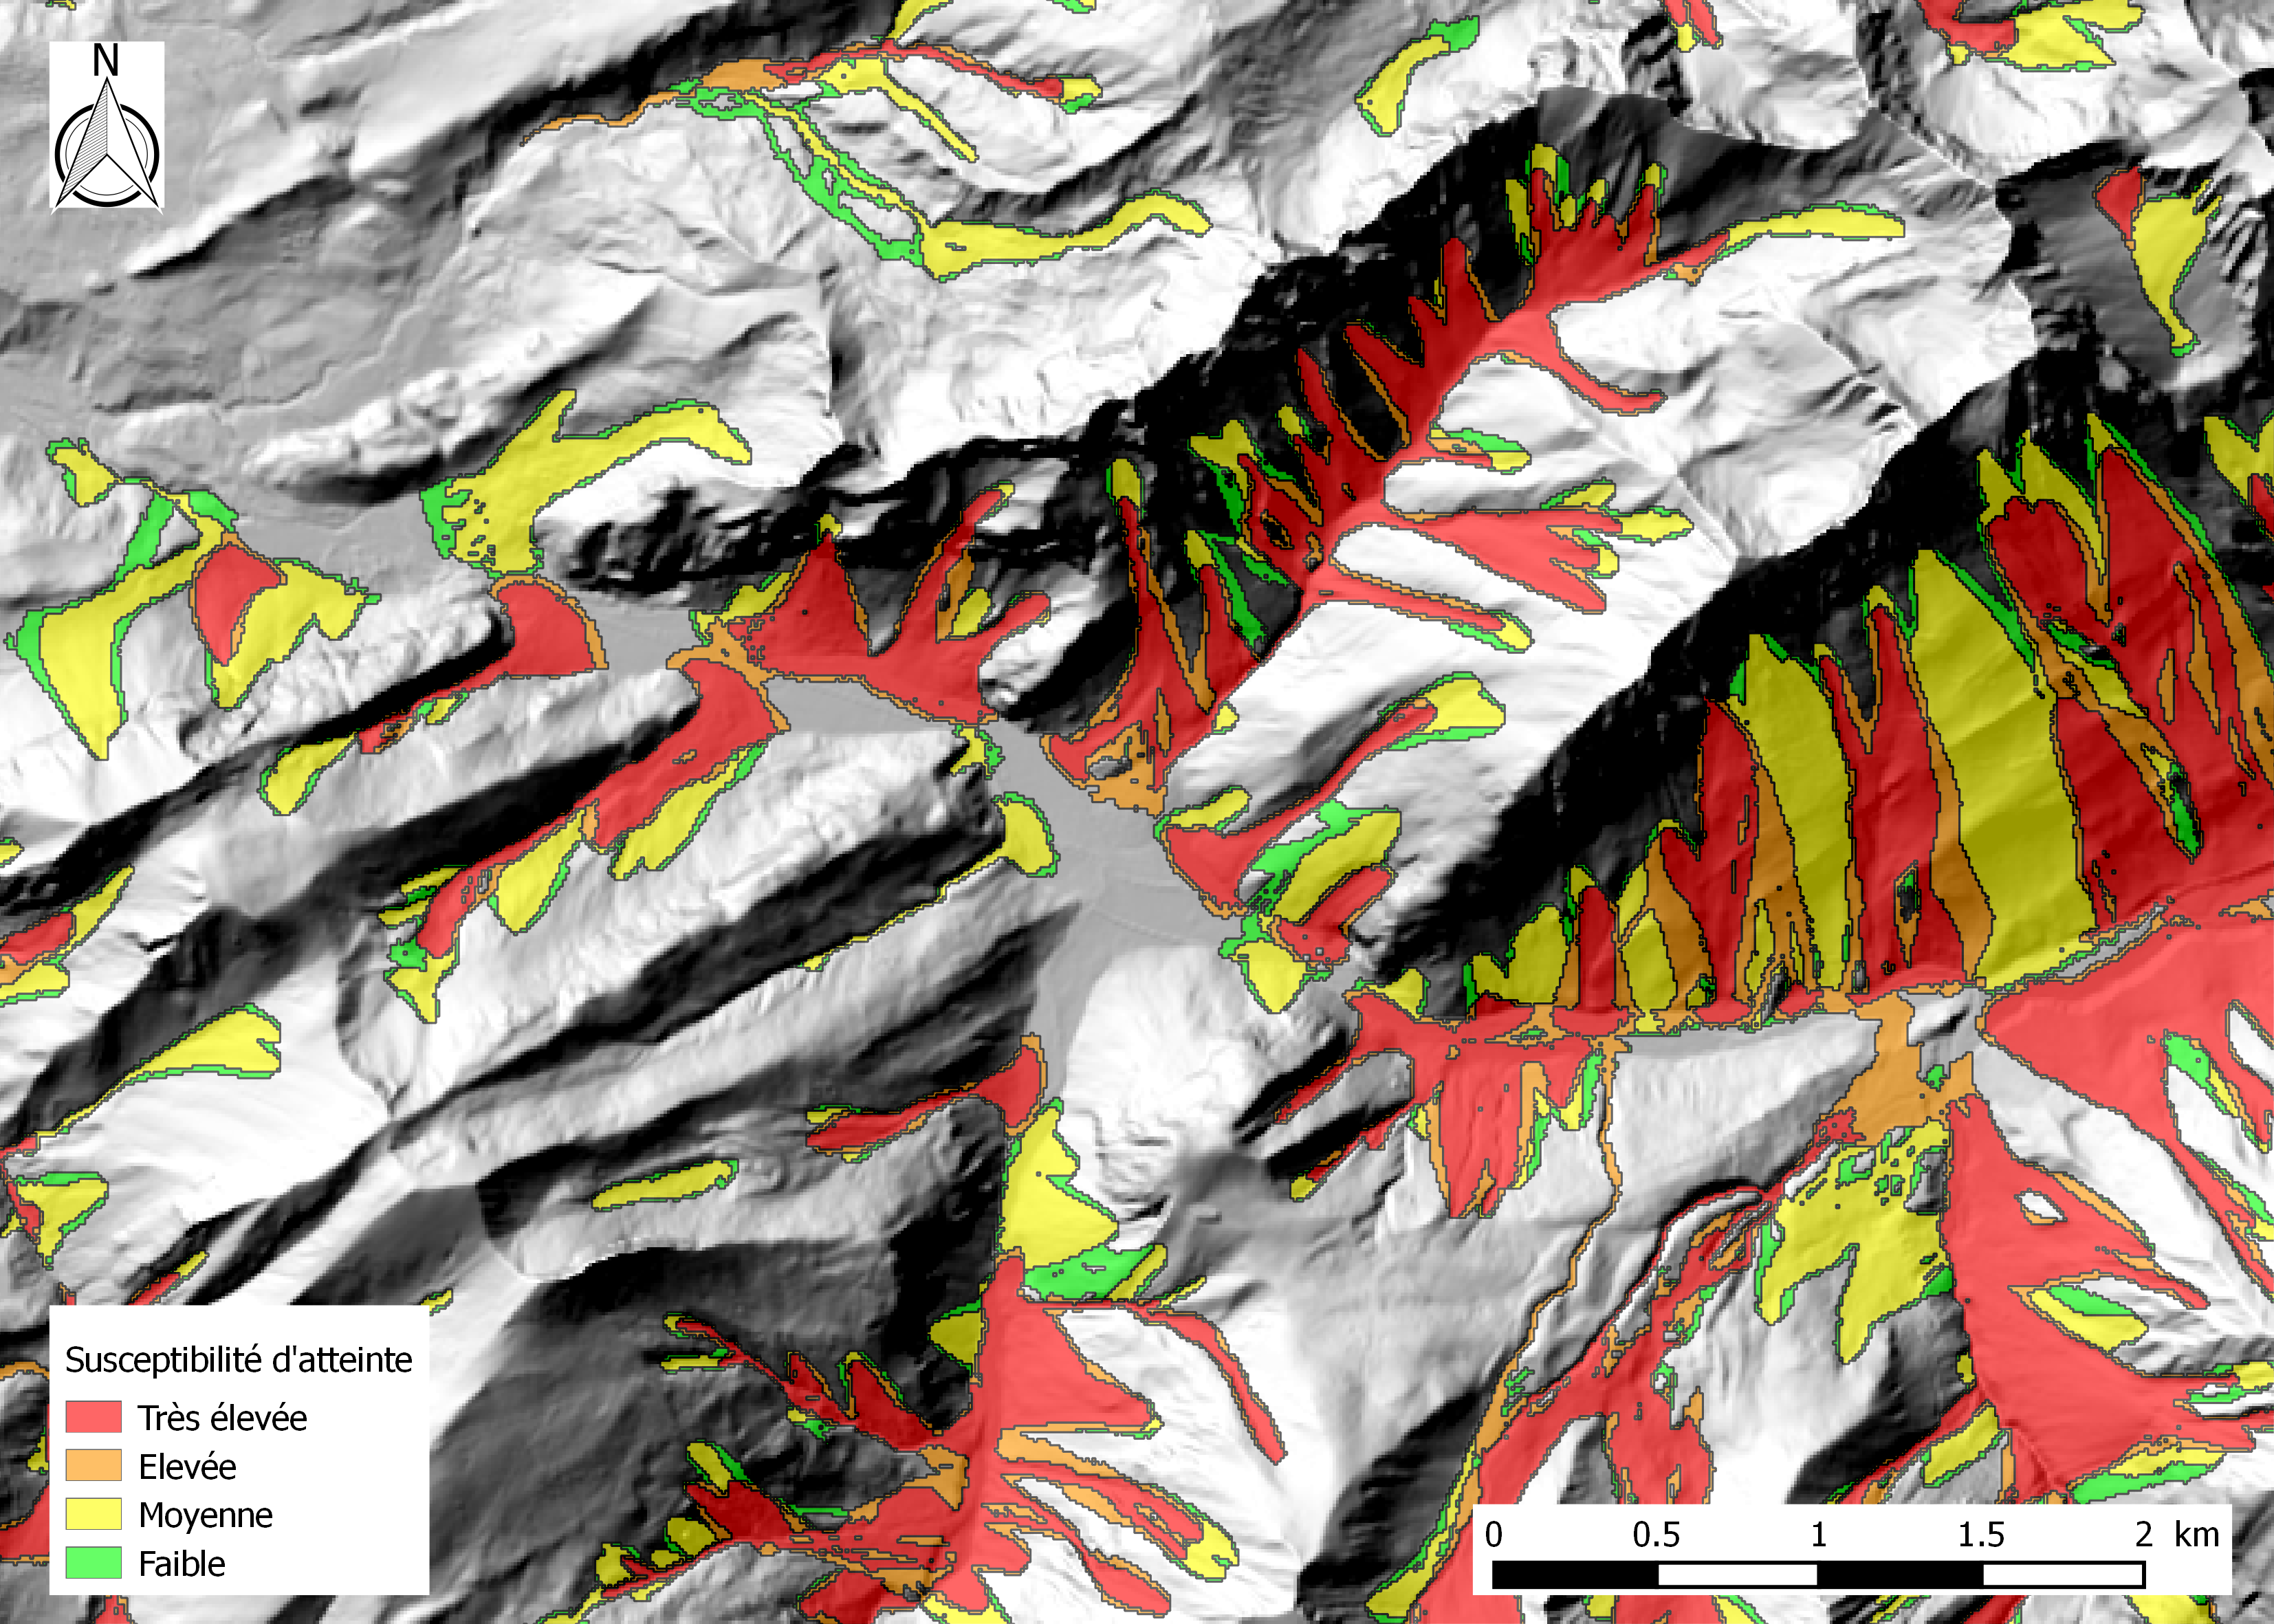 N
Susceptibilité d'atteinte
Très élevée
Elevée
Moyenne
Faible
0 0.5 1 1.5 2 km